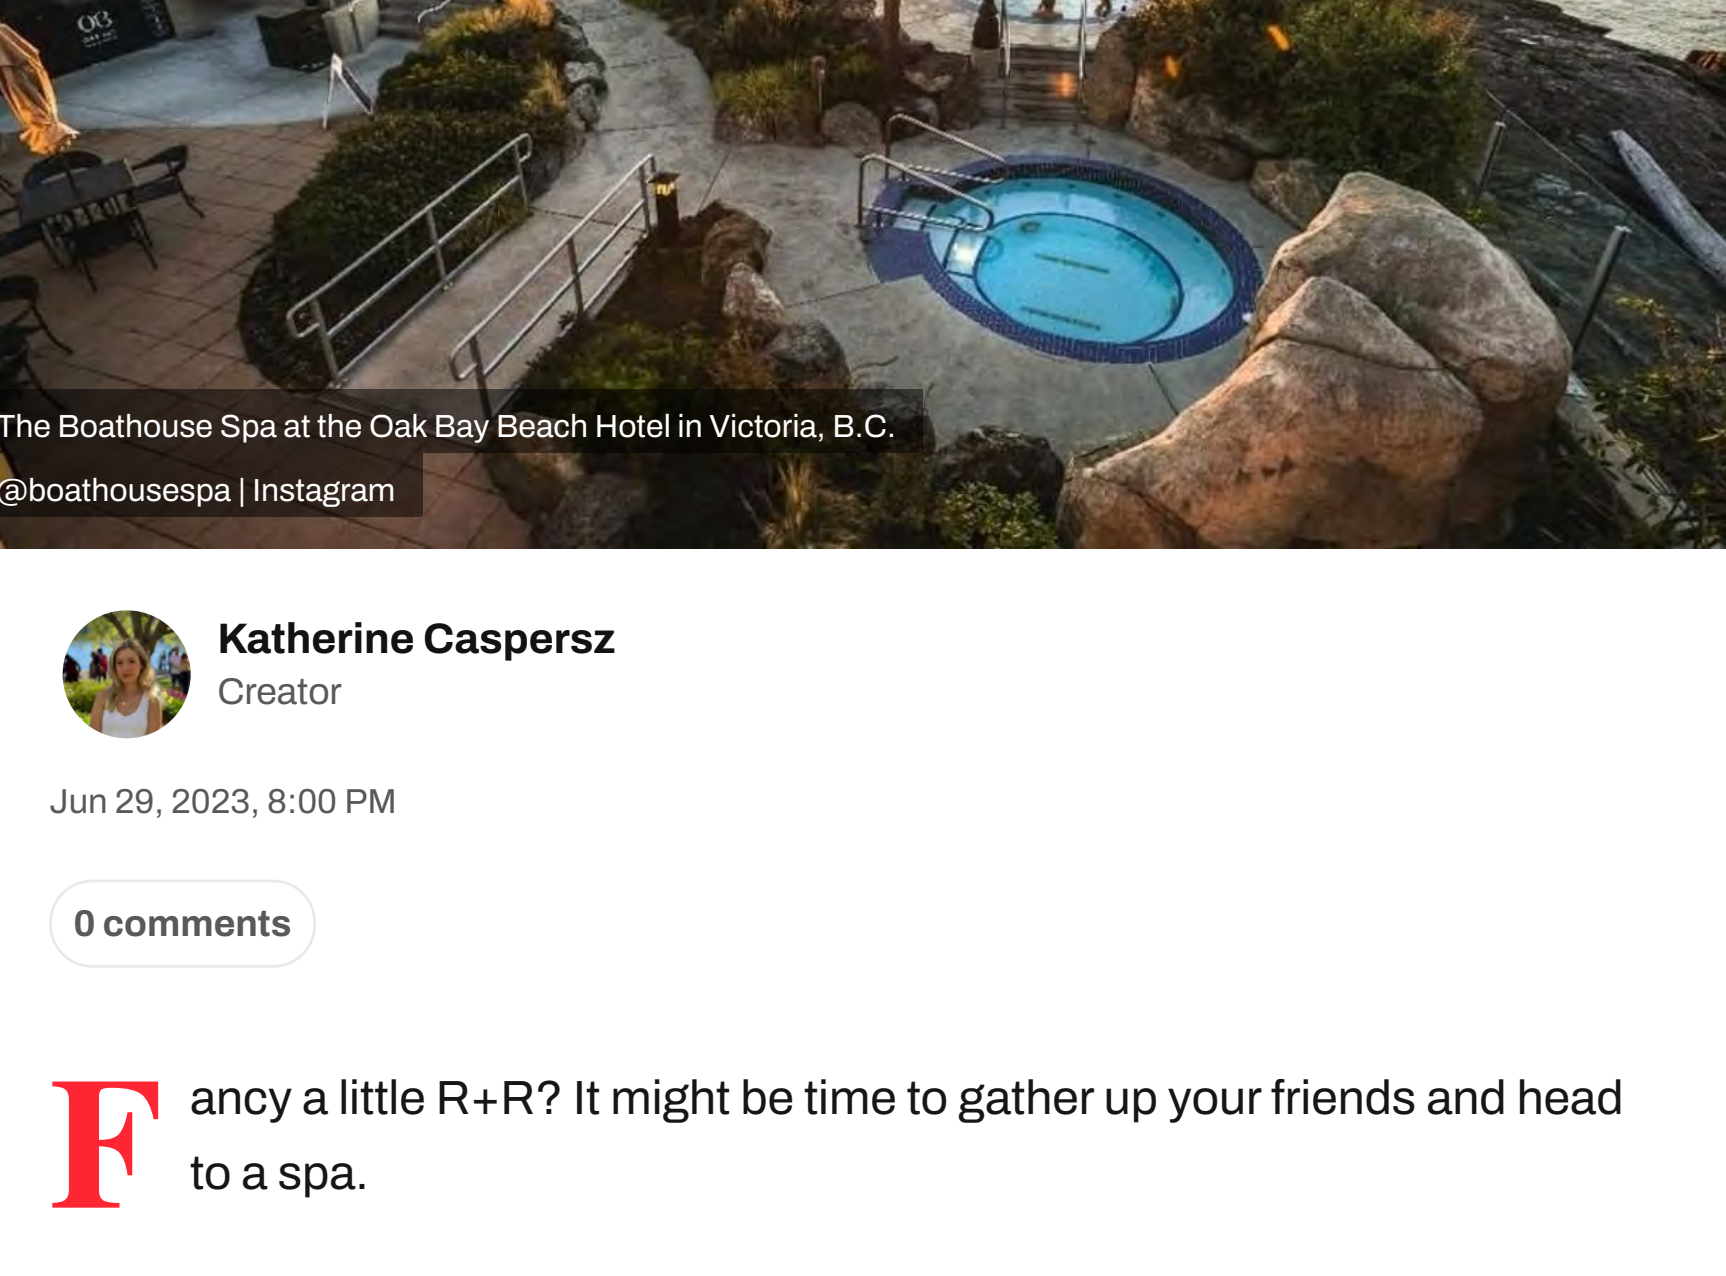 OB
The Boathouse Spa at the Oak Bay Beach Hotel in Victoria, B.C.
@boathousespa | Instagram
Katherine Caspersz
Creator
Jun 29, 2023, 8:00 PM
0 comments
Fancy a little R+R? It might be time to gather up your friends and head
to a spa.